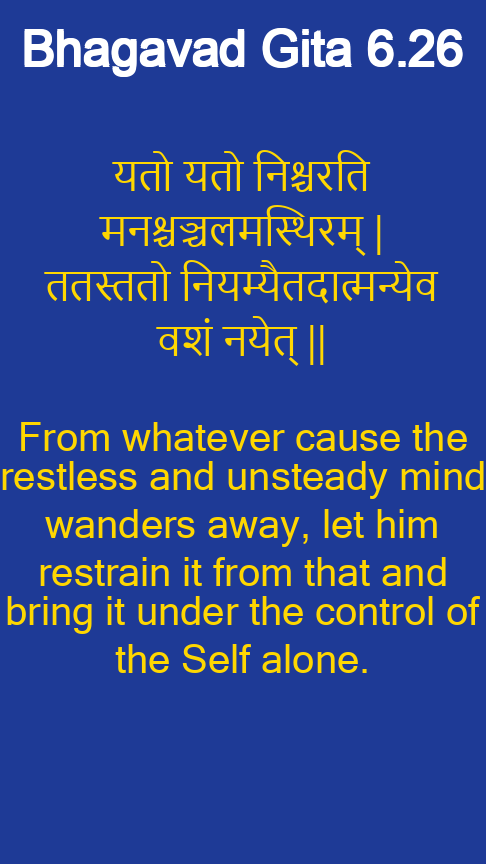 Bhagavad Gita 6.26
यतो यतो निश्चरति
मनश्चञ्चलमस्थिरम् |
ततस्ततो नियम्यैतदात्मन्येव
वशं नयेत् ||
From whatever cause the
restless and unsteady mind
wanders away, let him
restrain it from that and
bring it under the control of
the Self alone.